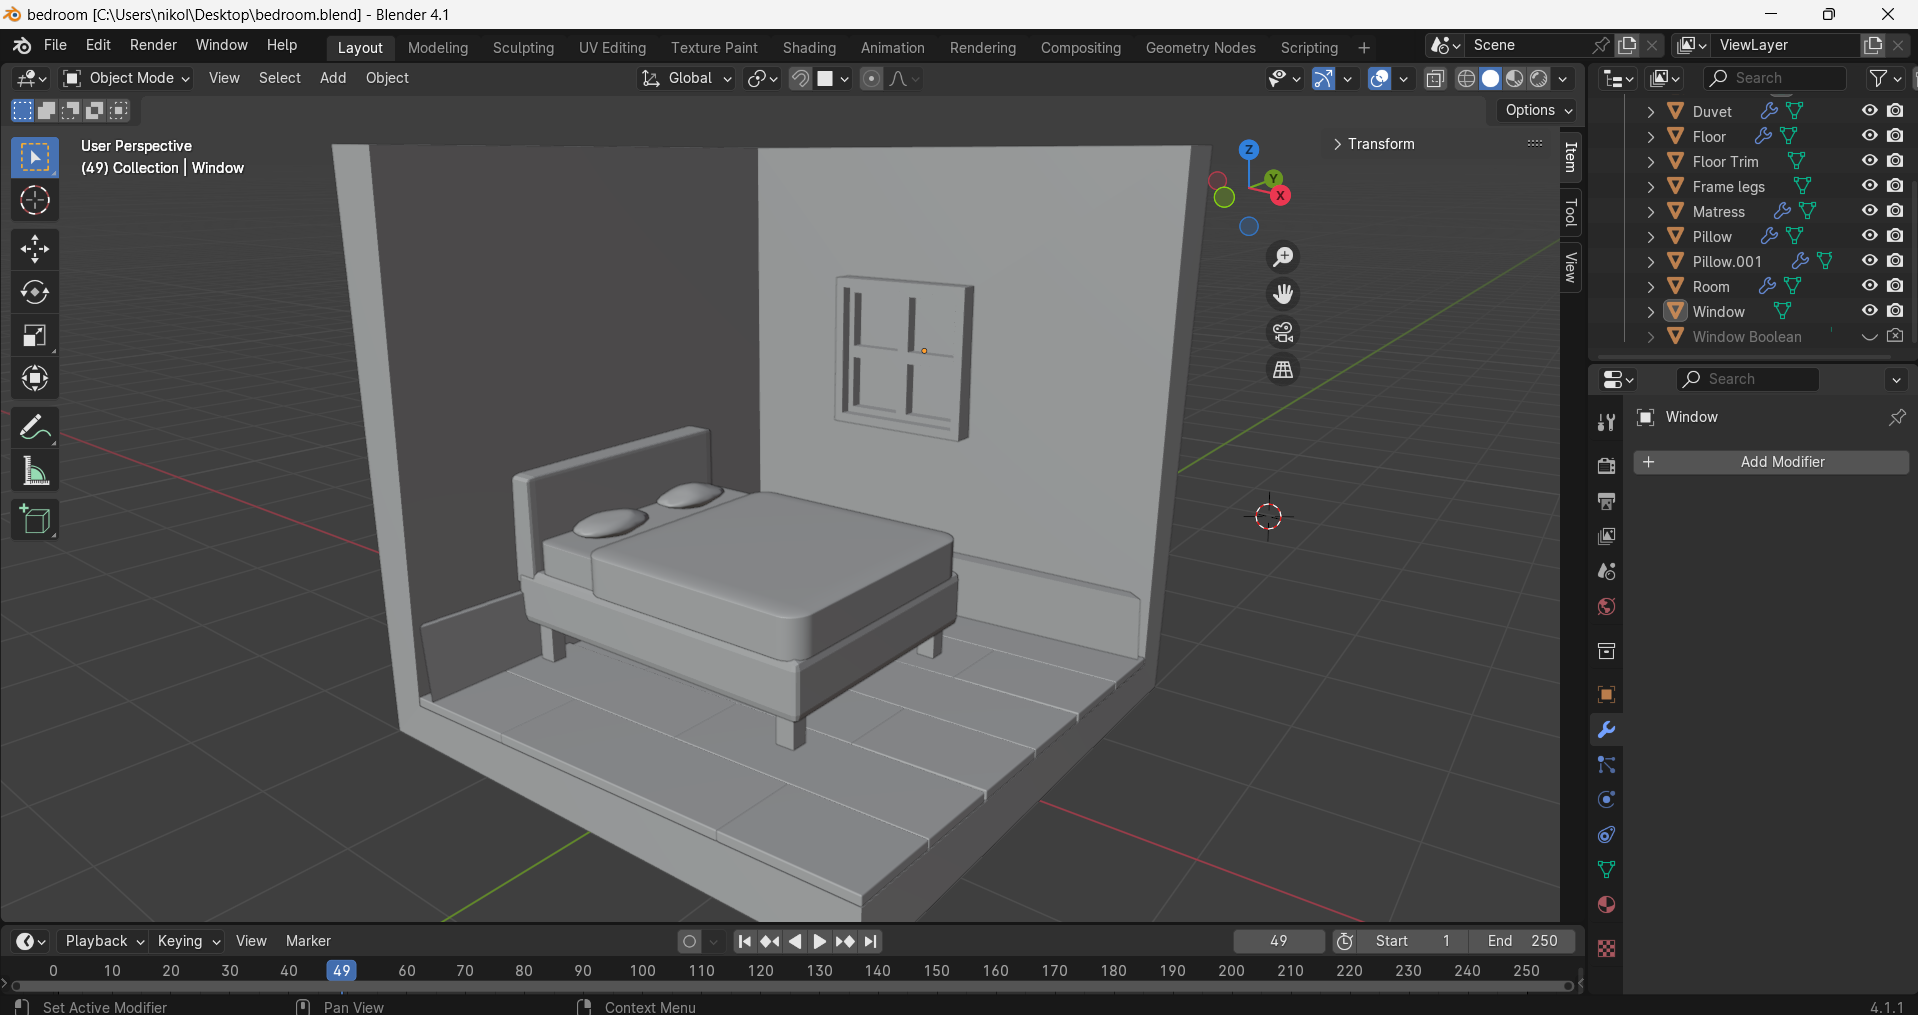 bedroom [C:\Users\nikol\Desktop\bedroom.blend] - Blender 4.1
File Edit Render Window Help Layout Modeling Sculpting UV Editing Texture Paint Shading Animation Rendering Compositing Geometry Nodes Scripting + Scene ViewLayer
Object Mode View Select Add Object Global Search
Options
User Perspective
(49) Collection | Window
Transform
Z
Y
X
Item
Tool
View
Duvet
Floor
Floor Trim
Frame legs
Matress
Pillow
Pillow.001
Room
Window
Window Boolean
Search
Window
+ Add Modifier
Playback Keying View Marker 49 Start 1 End 250
0 10 20 30 40 49 60 70 80 90 100 110 120 130 140 150 160 170 180 190 200 210 220 230 240 250
Set Active Modifier Pan View Context Menu 4.1.1